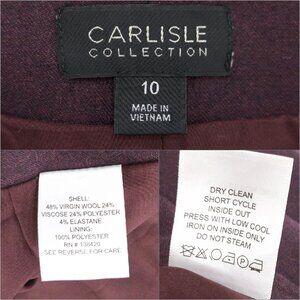 CARLISLE
COLLECTION
10
MADE IN
VIETNAM
SHELL:
48% VIRGIN WOOL 24%
VISCOSE 24% POLYESTER
4% ELASTANE
LINING:
100% POLYESTER
RN # 138420
SEE REVERSE FOR CARE
DRY CLEAN
SHORT CYCLE
INSIDE OUT
PRESS WITH LOW COOL
IRON ON INSIDE ONLY
DO NOT STEAM